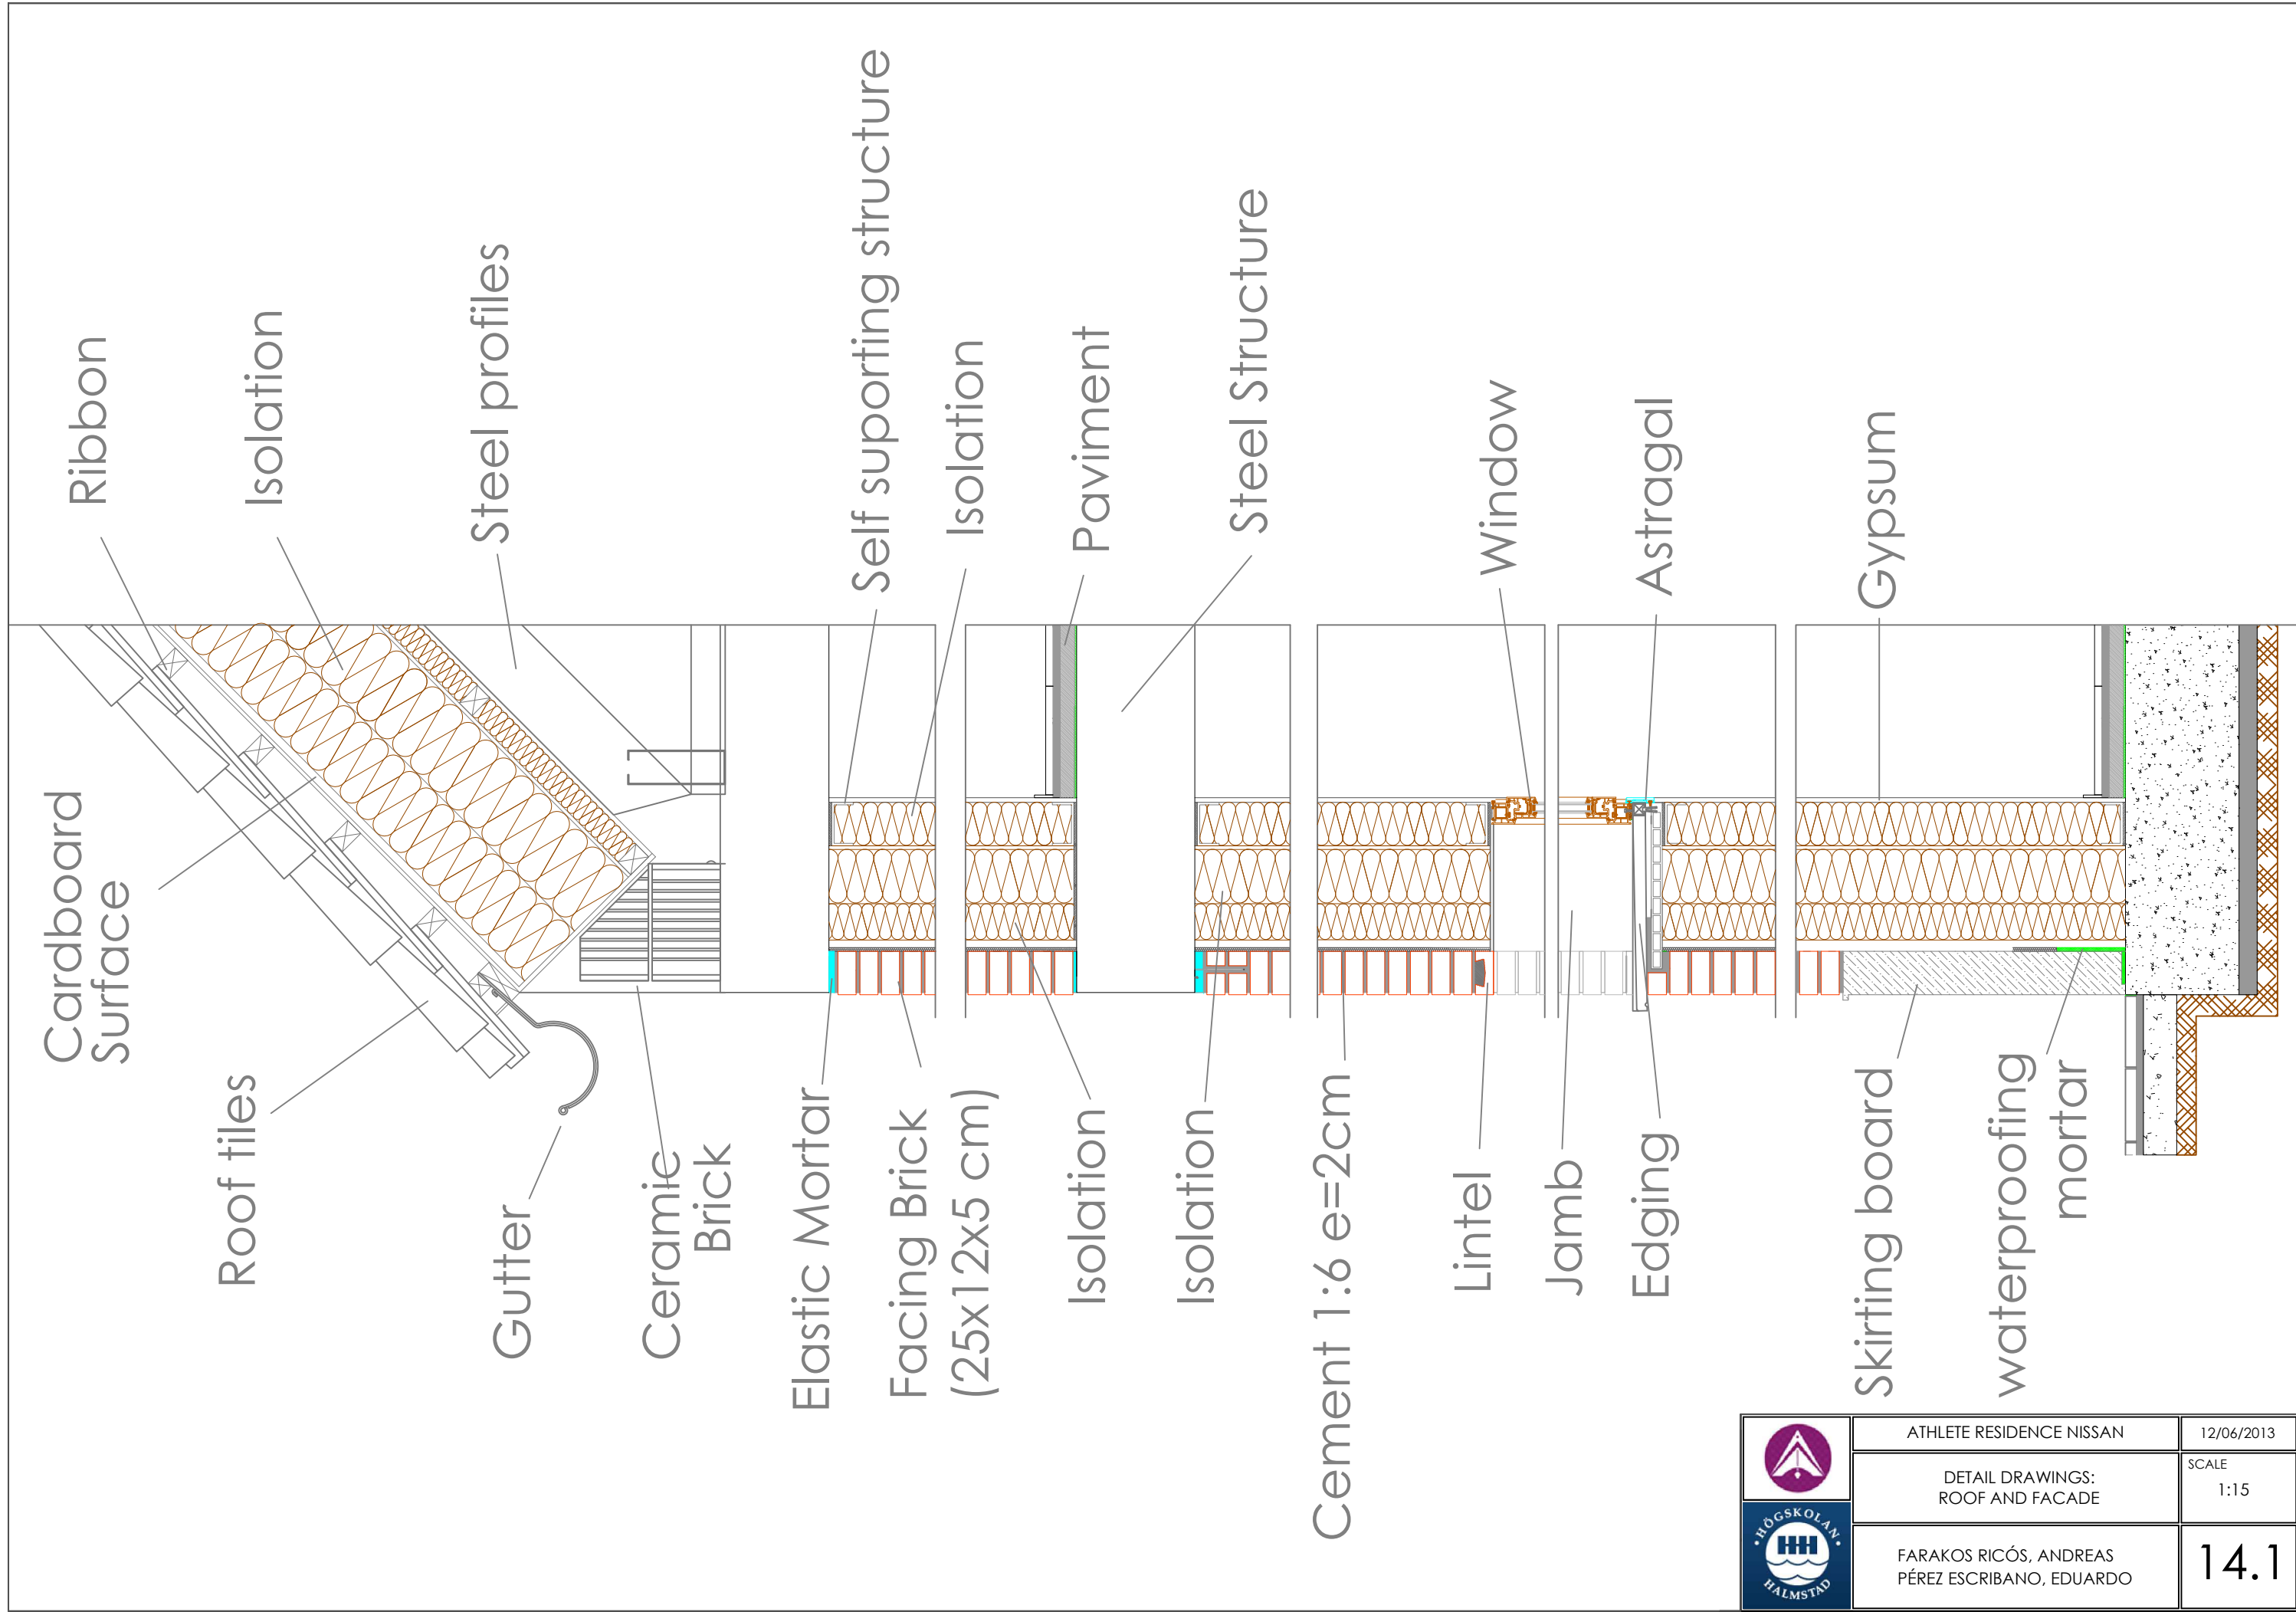 Ribbon
Isolation
Steel profiles
Self suporting structure
Isolation
Paviment
Steel Structure
Window
Astragal
Gypsum
Cardboard
Surface
Roof tiles
Gutter
Ceramic
Brick
Elastic Mortar
Facing Brick
(25x12x5 cm)
Isolation
Isolation
Cement 1:6 e=2cm
Lintel
Jamb
Edging
Skirting board
waterproofing
mortar
ATHLETE RESIDENCE NISSAN
12/06/2013
DETAIL DRAWINGS:
ROOF AND FACADE
SCALE
1:15
HÖGSKOLAN
HALMSTAD
FARAKOS RICÓS, ANDREAS
PÉREZ ESCRIBANO, EDUARDO
14.1